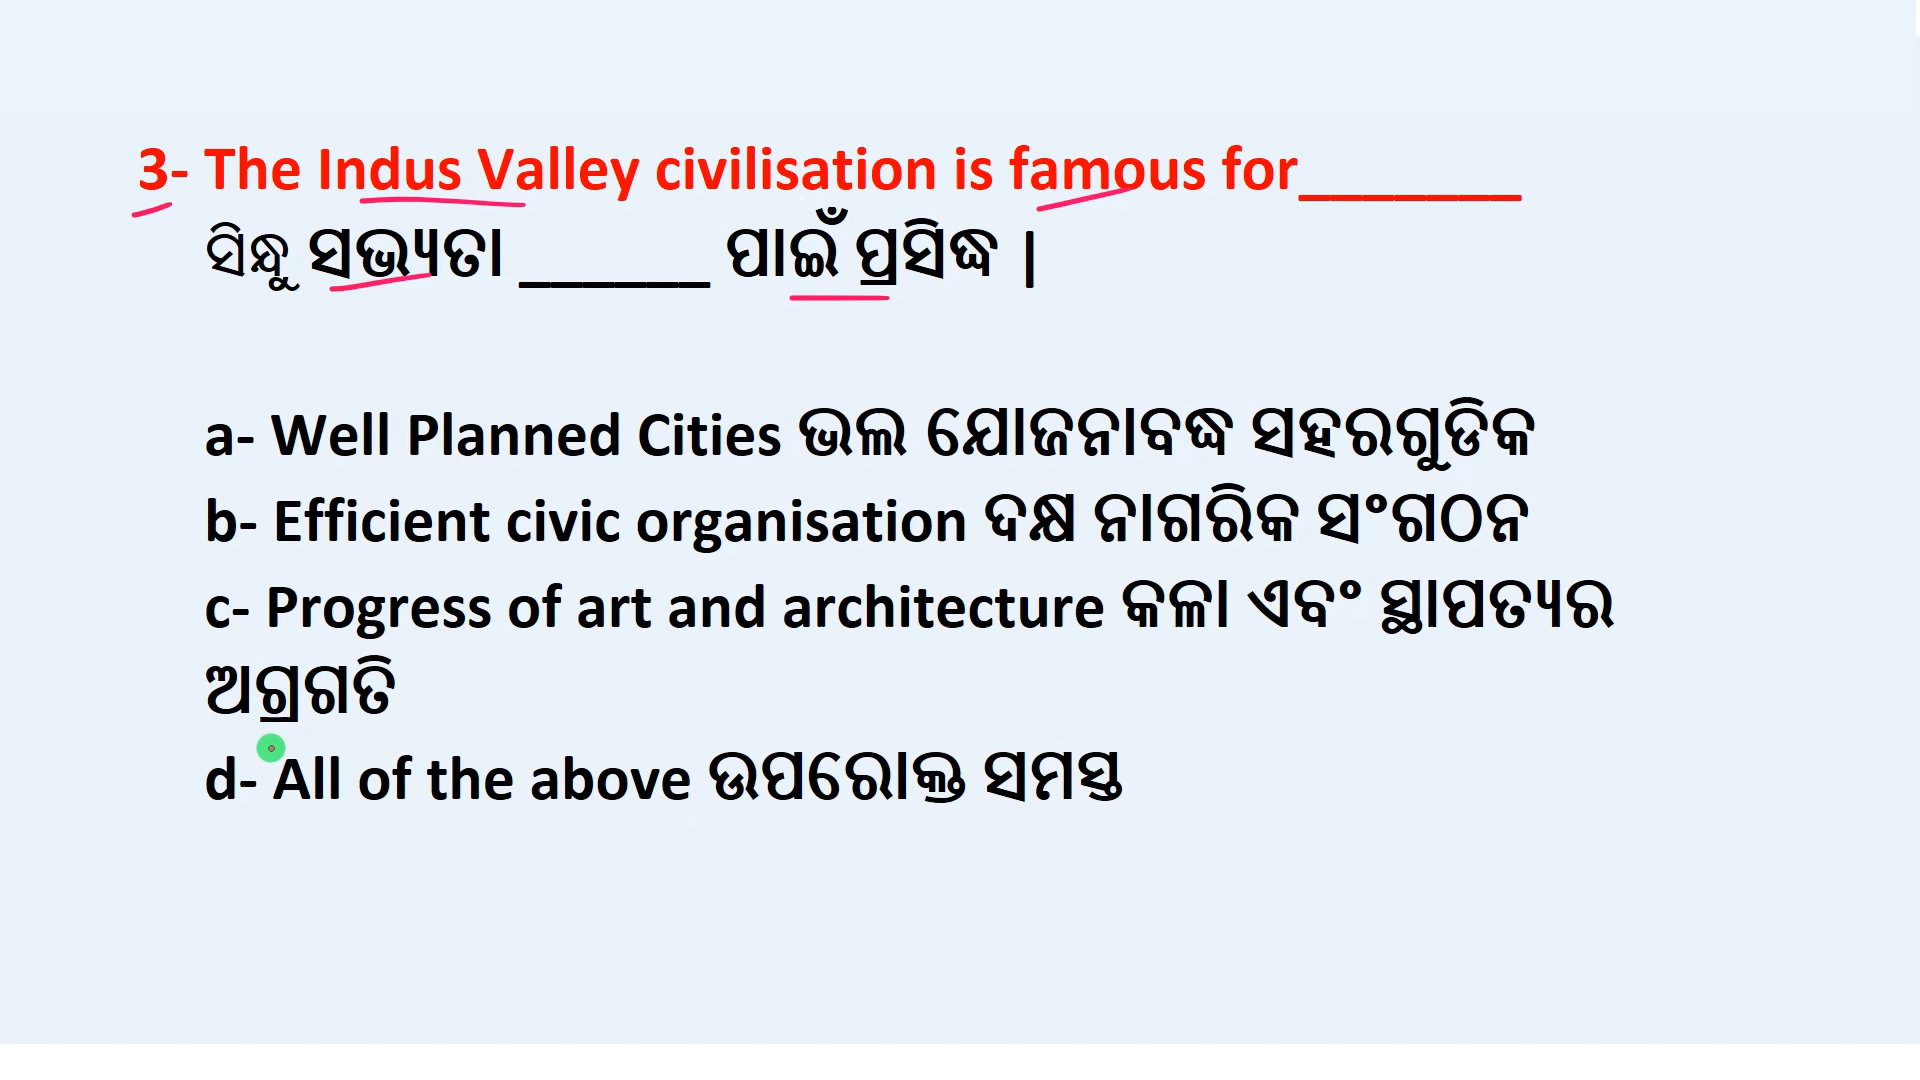 3- The Indus Valley civilisation is famous for_______
ସିନ୍ଧୁ ସଭ୍ୟତା ______ ପାଇଁ ପ୍ରସିଦ୍ଧ |
a- Well Planned Cities ଭଲ ଯୋଜନାବଦ୍ଧ ସହରଗୁଡିକ
b- Efficient civic organisation ଦକ୍ଷ ନାଗରିକ ସଂଗଠନ
c- Progress of art and architecture କଳା ଏବଂ ସ୍ଥାପତ୍ୟର
ଅଗ୍ରଗତି
d- All of the above ଉପରୋକ୍ତ ସମସ୍ତ